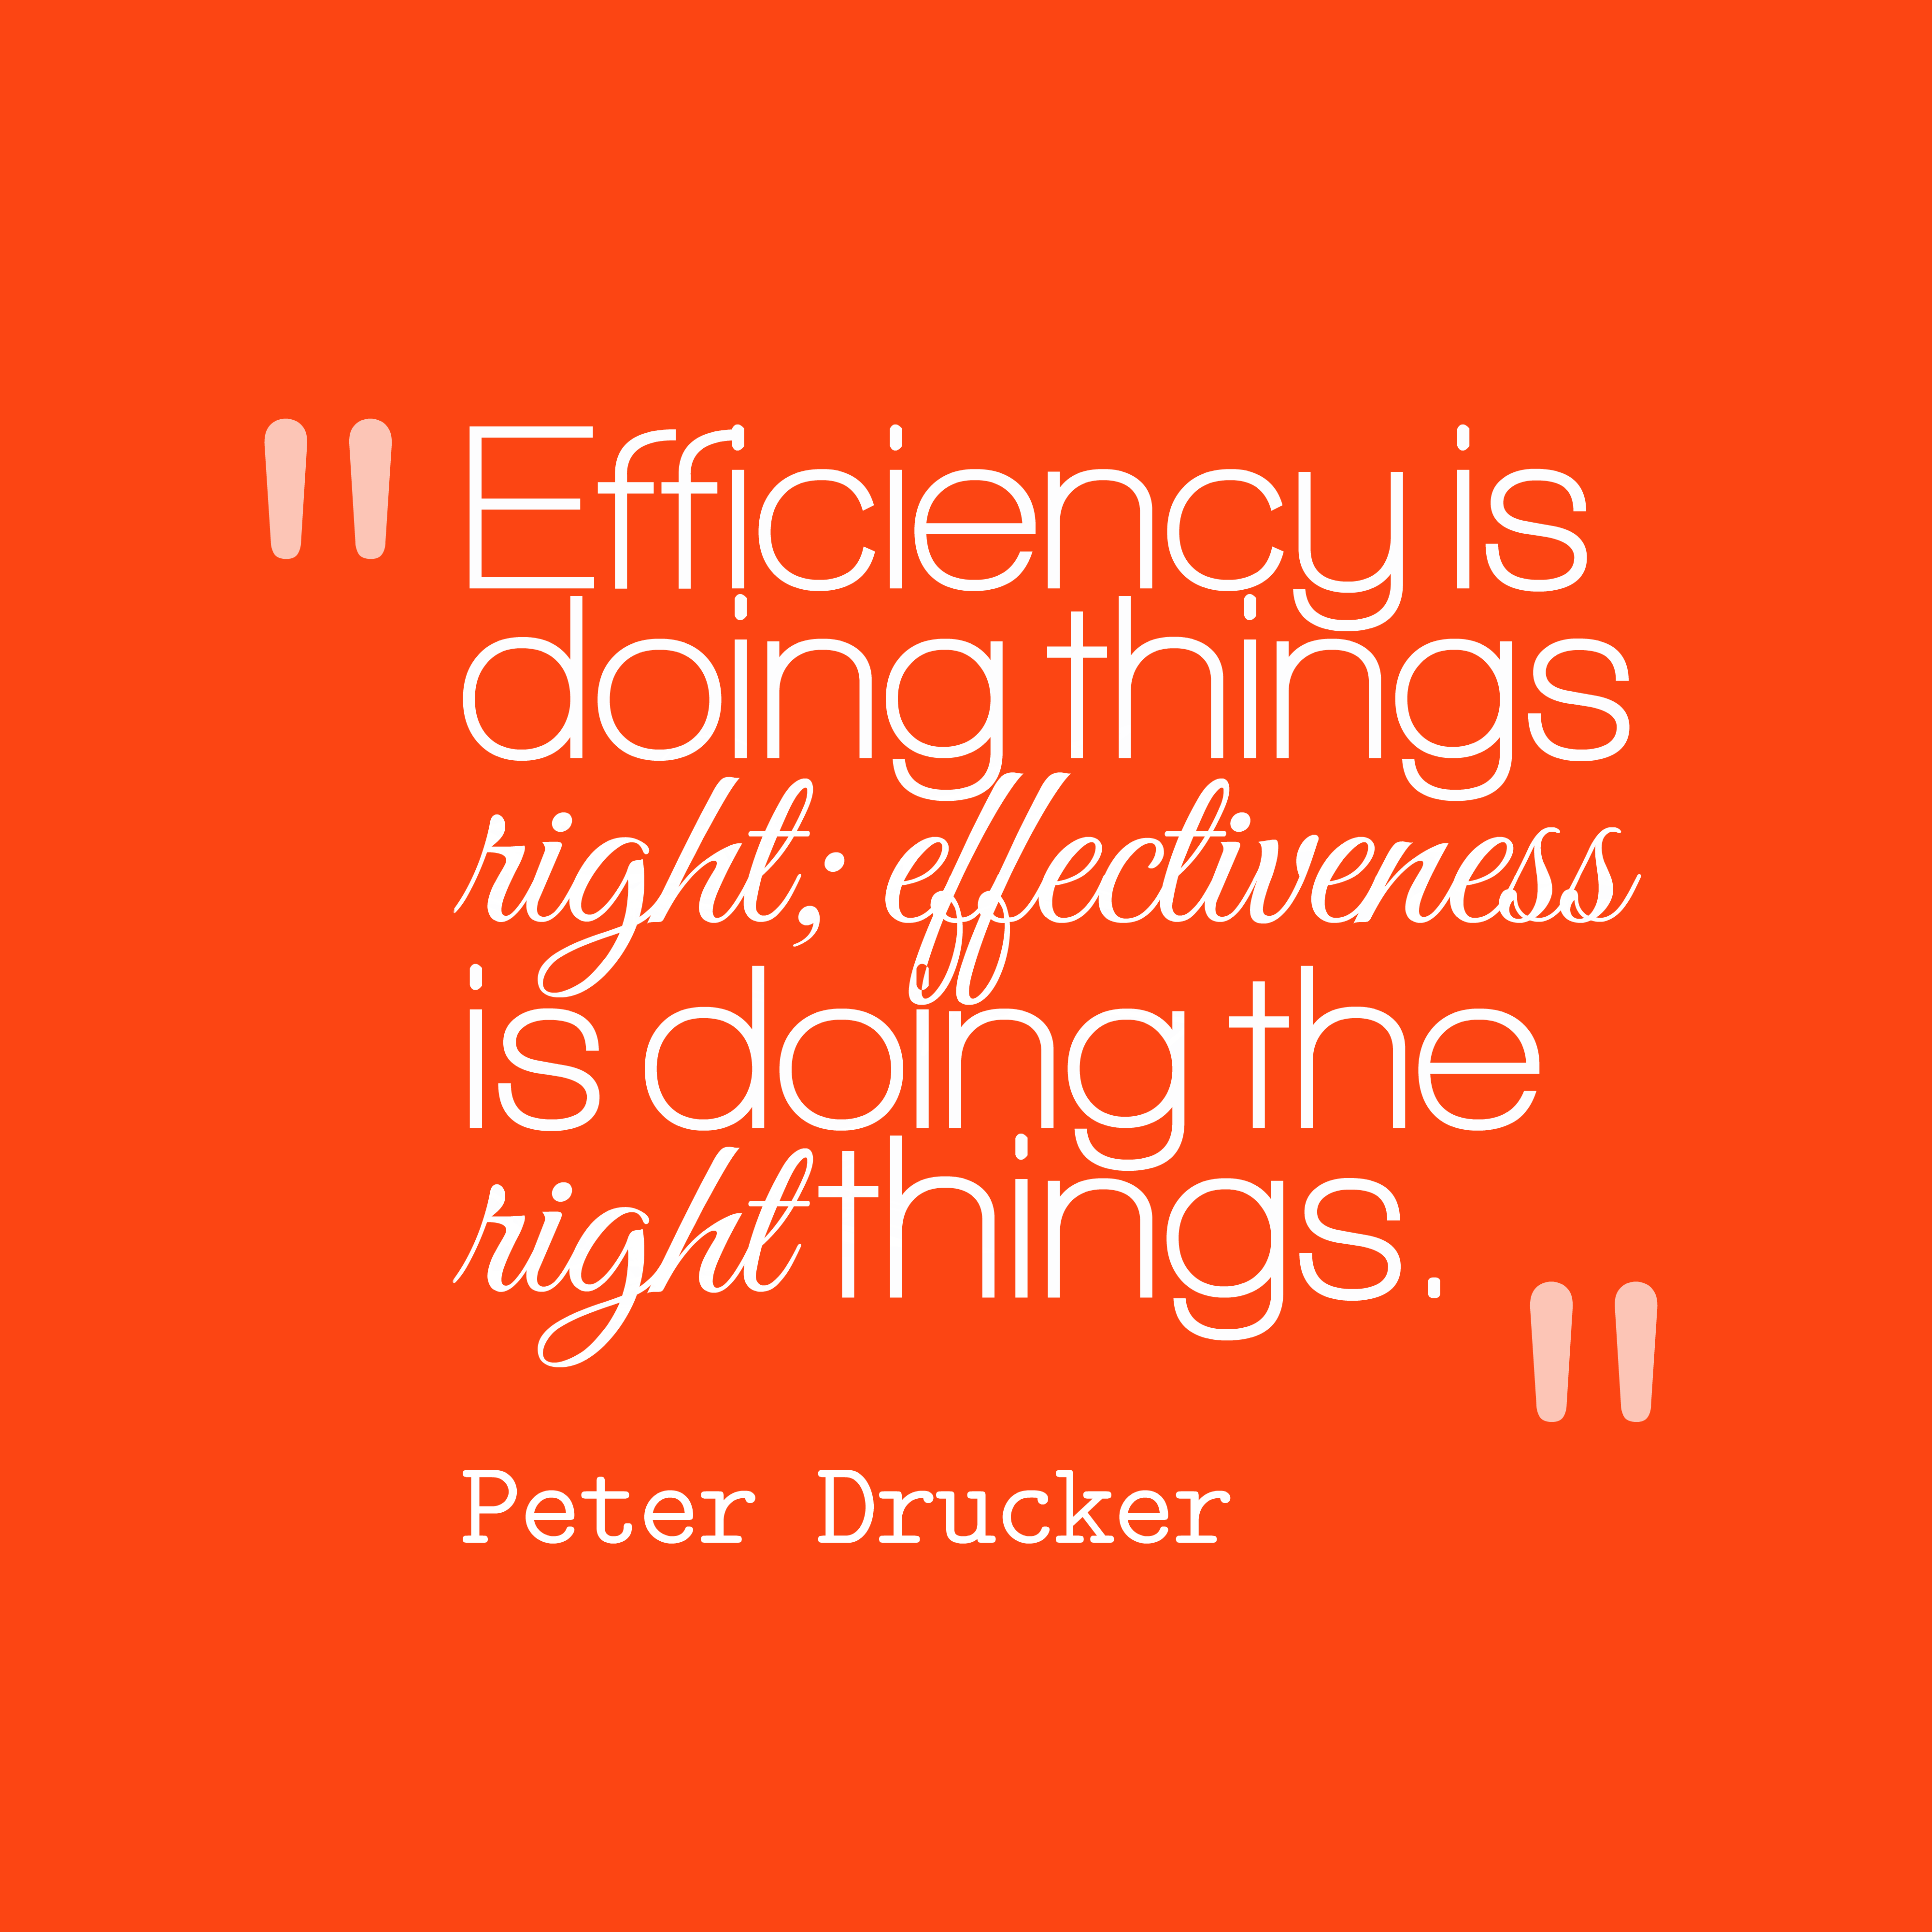 "Efficiency is
doing things
right; effectiveness
is doing the
right things."
Peter Drucker